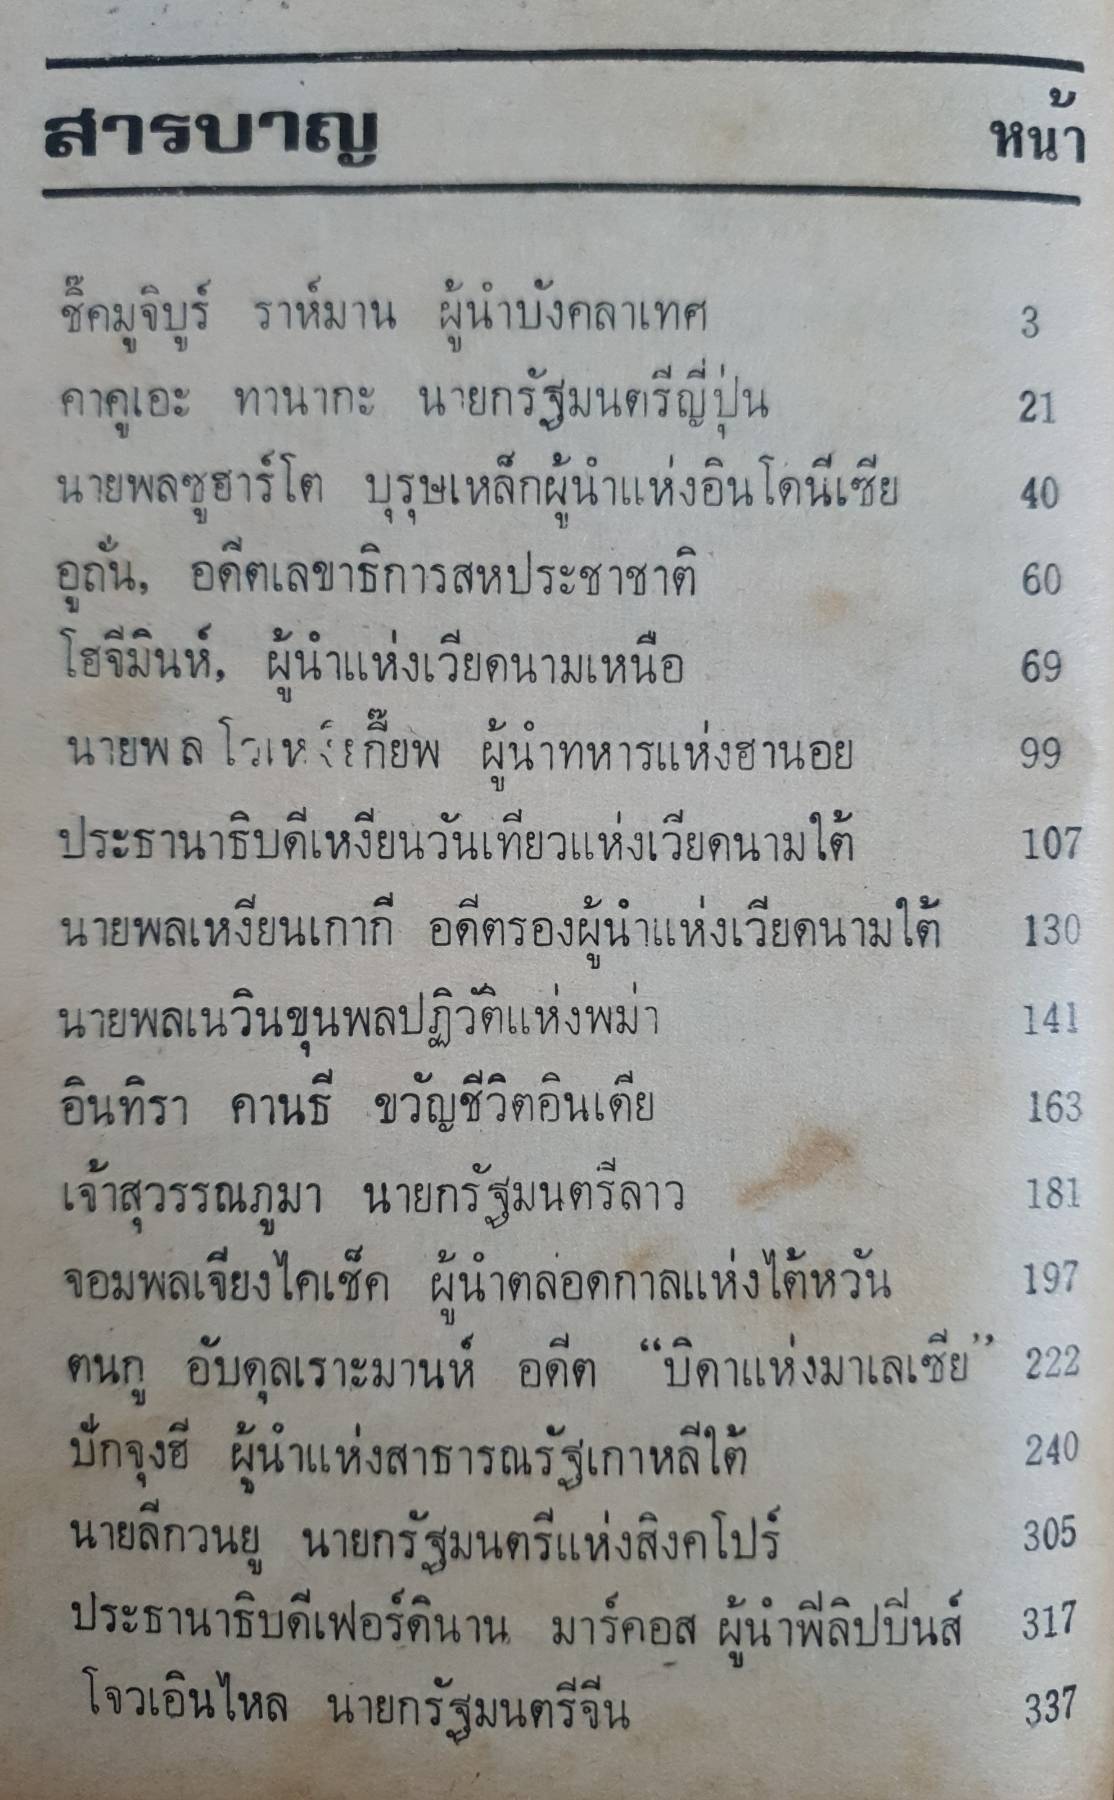 สารบาญ หน้า
ชี๊คมูจิบูร์ ราห์มาน ผู้นำบังคลาเทศ 3
คาคูเอะ ทานากะ นายกรัฐมนตรีญี่ปุ่น 21
นายพลซูฮาร์โต บุรุษเหล็กผู้นำแห่งอินโดนีเซีย 40
อูถั่น, อดีตเลขาธิการสหประชาชาติ 60
โฮจีมินห์, ผู้นำแห่งเวียดนามเหนือ 69
นายพล ผู้นำทหารแห่งฮานอย 99
ประธานาธิบดีเหงียนวันเทียวแห่งเวียดนามใต้ 107
นายพลเหงียนเกากี อดีตรองผู้นำแห่งเวียดนามใต้ 130
นายพลเนวินขุนพลปฏิวัติแห่งพม่า 141
อินทิรา คานธี ขวัญชีวิตอินเดีย 163
เจ้าสุวรรณภูมา นายกรัฐมนตรีลาว 181
จอมพลเจียงไคเช็ค ผู้นำตลอดกาลแห่งไต้หวัน 197
ตนกู อับดุลเราะมานห์ อดีต “บิดาแห่งมาเลเซีย” 222
ปักจุงฮี ผู้นำแห่งสาธารณรัฐเกาหลีใต้ 240
นายลีกวนยู นายกรัฐมนตรีแห่งสิงคโปร์ 305
ประธานาธิบดีเฟอร์ดินาน มาร์คอส ผู้นำพีลิปปีนส์ 317
โจวเอินไหล นายกรัฐมนตรีจีน 337